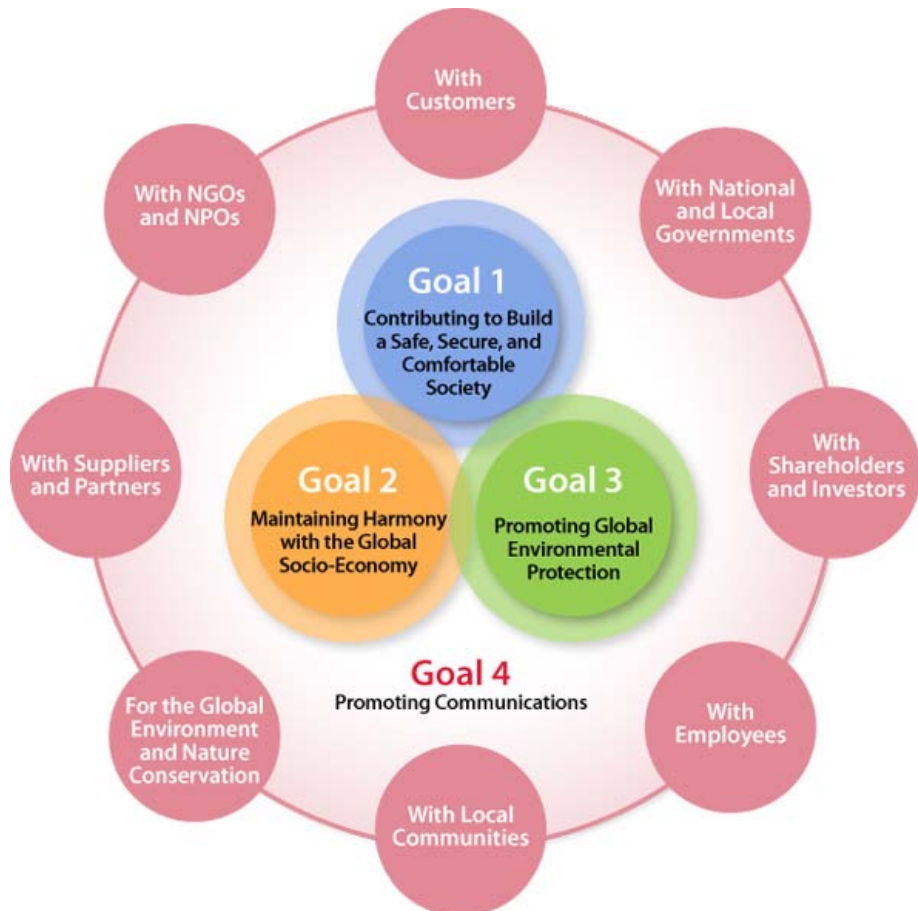 With
Customers
With NGOs
and NPOs
With National
and Local
Governments
Goal 1
Contributing to Build
a Safe, Secure, and
Comfortable
Society
With Suppliers
and Partners
Goal 2
Maintaining Harmony
with the Global
Socio-Economy
Goal 3
Promoting Global
Environmental
Protection
With
Shareholders
and Investors
Goal 4
Promoting Communications
For the Global
Environment
and Nature
Conservation
With
Employees
With Local
Communities